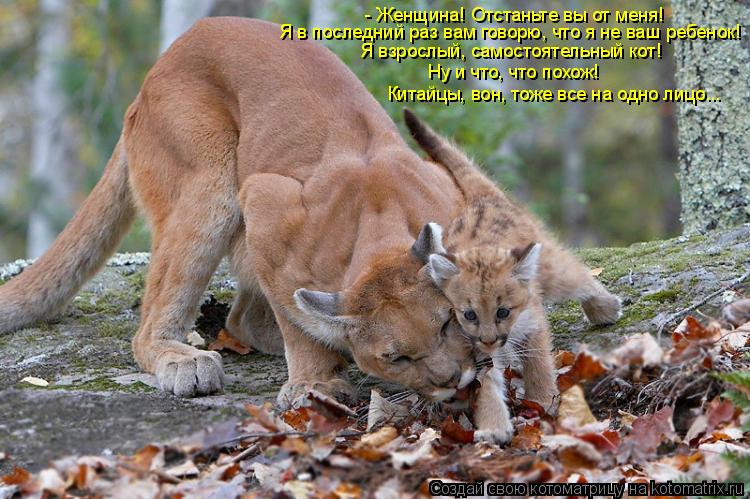 - Женщина! Отстаньте вы от меня!
Я в последний раз вам говорю, что я не ваш ребенок!
Я взрослый, самостоятельный кот!
Ну и что, что похож!
Китайцы, вон, тоже все на одно лицо...
Создай свою котоматрицу на kotomatrix.ru